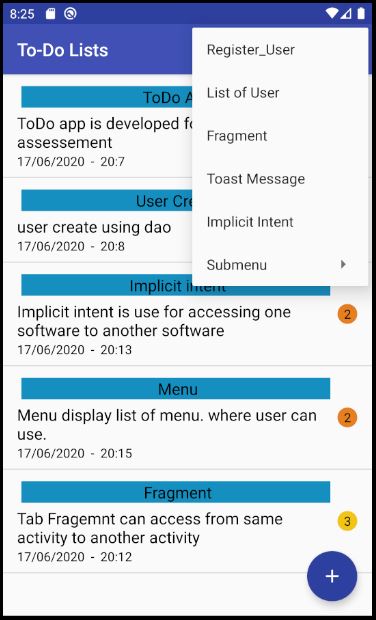 8:25
To-Do Lists
Register_User
List of User
Fragment
Toast Message
Implicit Intent
Submenu
ToDo A
ToDo app is developed fo
assessement
17/06/2020 - 20:7
User Cre
user create using dao
17/06/2020 - 20:8
Implicit intent
Implicit intent is use for accessing one
software to another software
17/06/2020 - 20:13
2
Menu
Menu display list of menu. where user can
use.
17/06/2020 - 20:15
2
Fragment
Tab Fragemnt can access from same
activity to another activity
17/06/2020 - 20:12
3
+